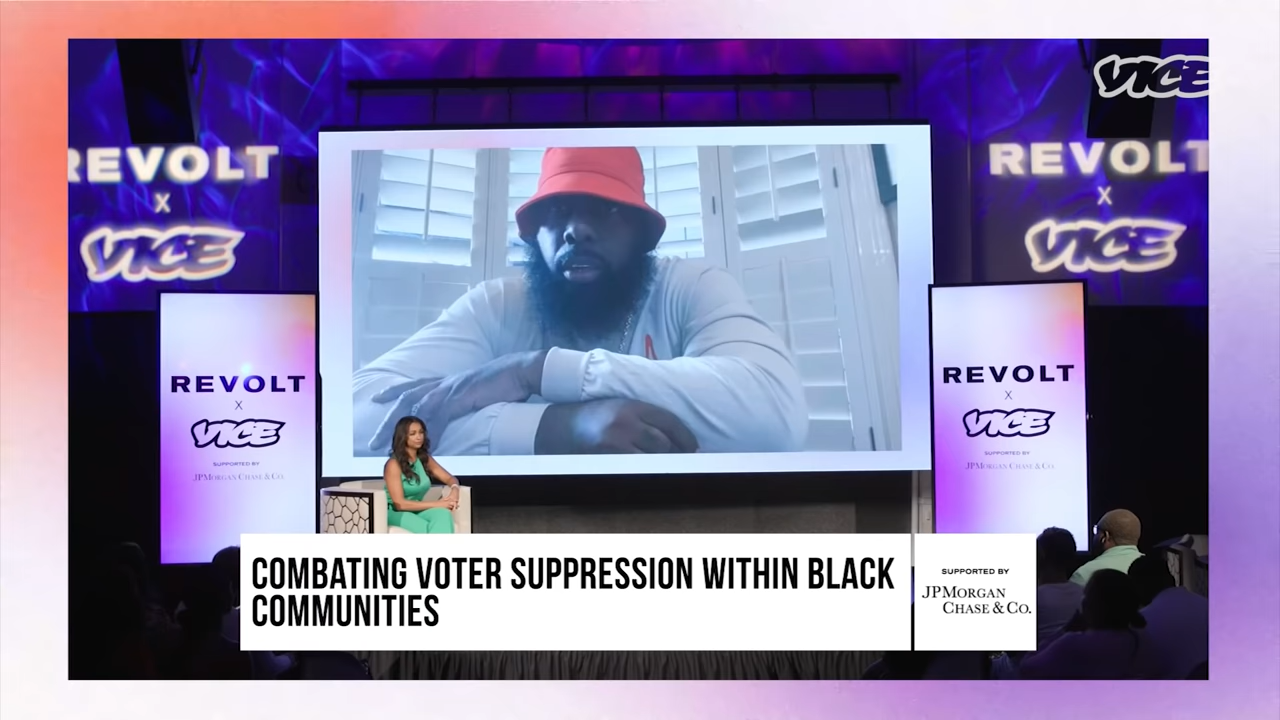 VICE
REVOLT
X
VICE
REVOLT
X
VICE
REVOLT
X
VICE
SUPPORTED BY
JPMORGAN CHASE & CO.
REVOLT
X
VICE
SUPPORTED BY
JPMORGAN CHASE & CO.
COMBATING VOTER SUPPRESSION WITHIN BLACK
COMMUNITIES
SUPPORTED BY
JPMORGAN
CHASE & CO.